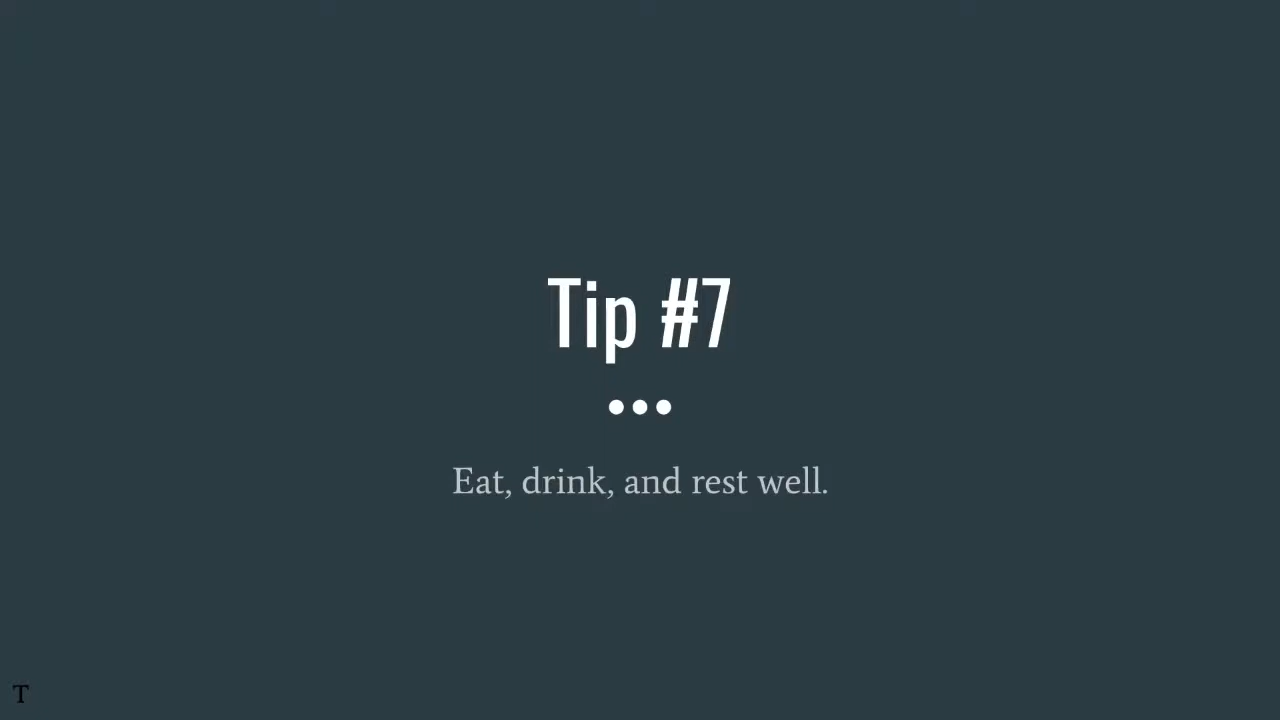 Tip #7
Eat, drink, and rest well.
T